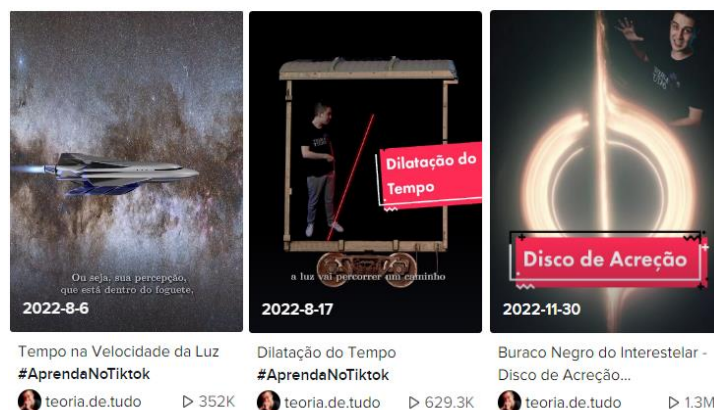 Ou seja, sua percepção,
que está dentro do foguete,
2022-8-6
Tempo na Velocidade da Luz
#AprendaNoTiktok
teoria.de.tudo 352K
Dilatação do
Tempo
a luz vai percorrer um caminho
2022-8-17
Dilatação do Tempo
#AprendaNoTiktok
teoria.de.tudo 629.3K
Disco de Acreção
2022-11-30
Buraco Negro do Interestelar -
Disco de Acreção...
teoria.de.tudo 1.3M